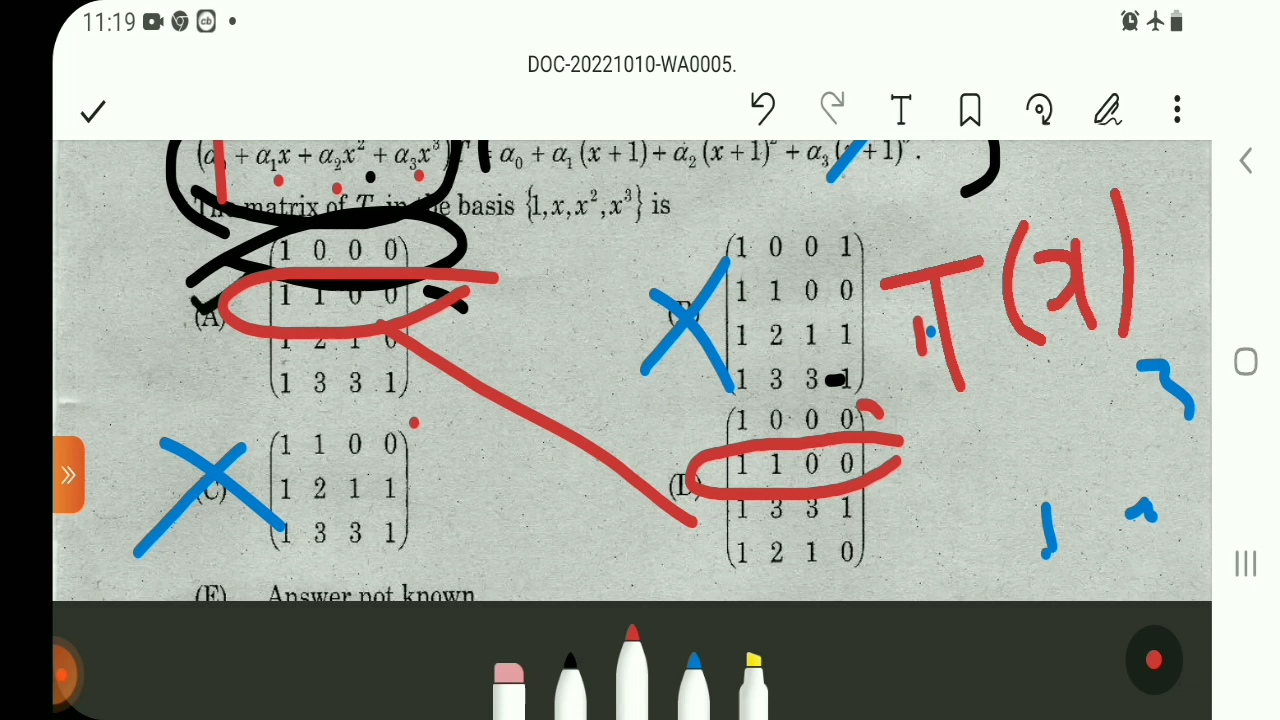 11:19
DOC-20221010-WA0005.
(α₀ + α₁x + α₂x² + α₃x³)T = α₀ + α₁ (x+1) + α₂ (x+1)² + α₃ (x+1)³.
The matrix of T in the basis {1, x, x², x³} is
(A)
1 0 0 0
1 1 0 0
1 2 1 0
1 3 3 1
1 0 0 1
1 1 0 0
1 2 1 1
1 3 3 1
T(x)
(C)
1 1 0 0
1 2 1 1
1 3 3 1
(D)
1 0 0 0
1 1 0 0
1 3 3 1
1 2 1 0
(E) Answer not known